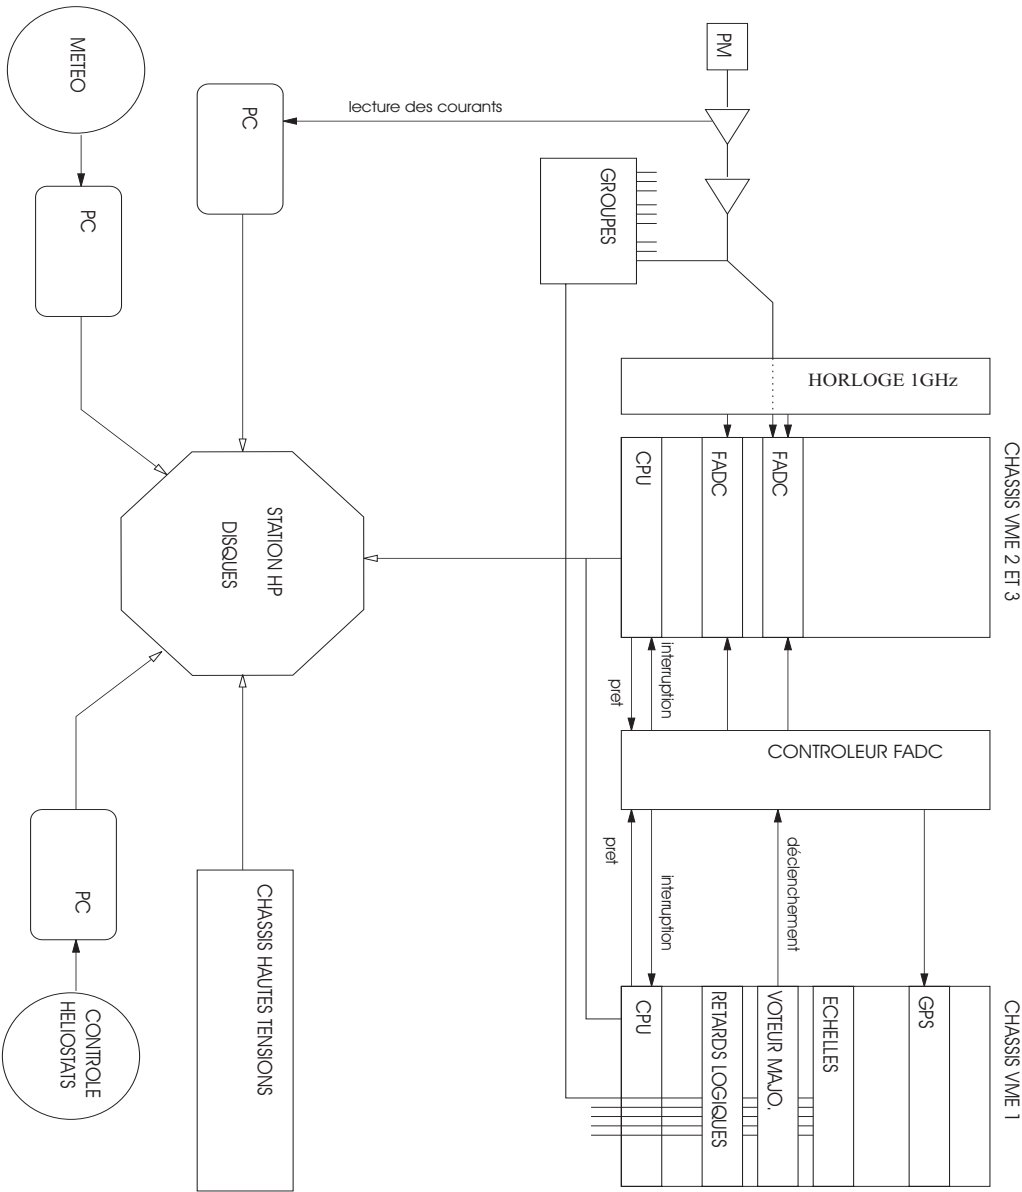 METEO
PC
PC
lecture des courants
PM
GROUPES
HORLOGE 1GHz
CHASSIS VME 2 ET 3
CPU
FADC
FADC
STATION HP
DISQUES
interruption
pret
CONTROLEUR FADC
pret
interruption
déclenchement
PC
CONTROLE
HELIOSTATS
CHASSIS HAUTES TENSIONS
CHASSIS VME 1
CPU
RETARDS LOGIQUES
VOTEUR MAJO.
ECHELLES
GPS